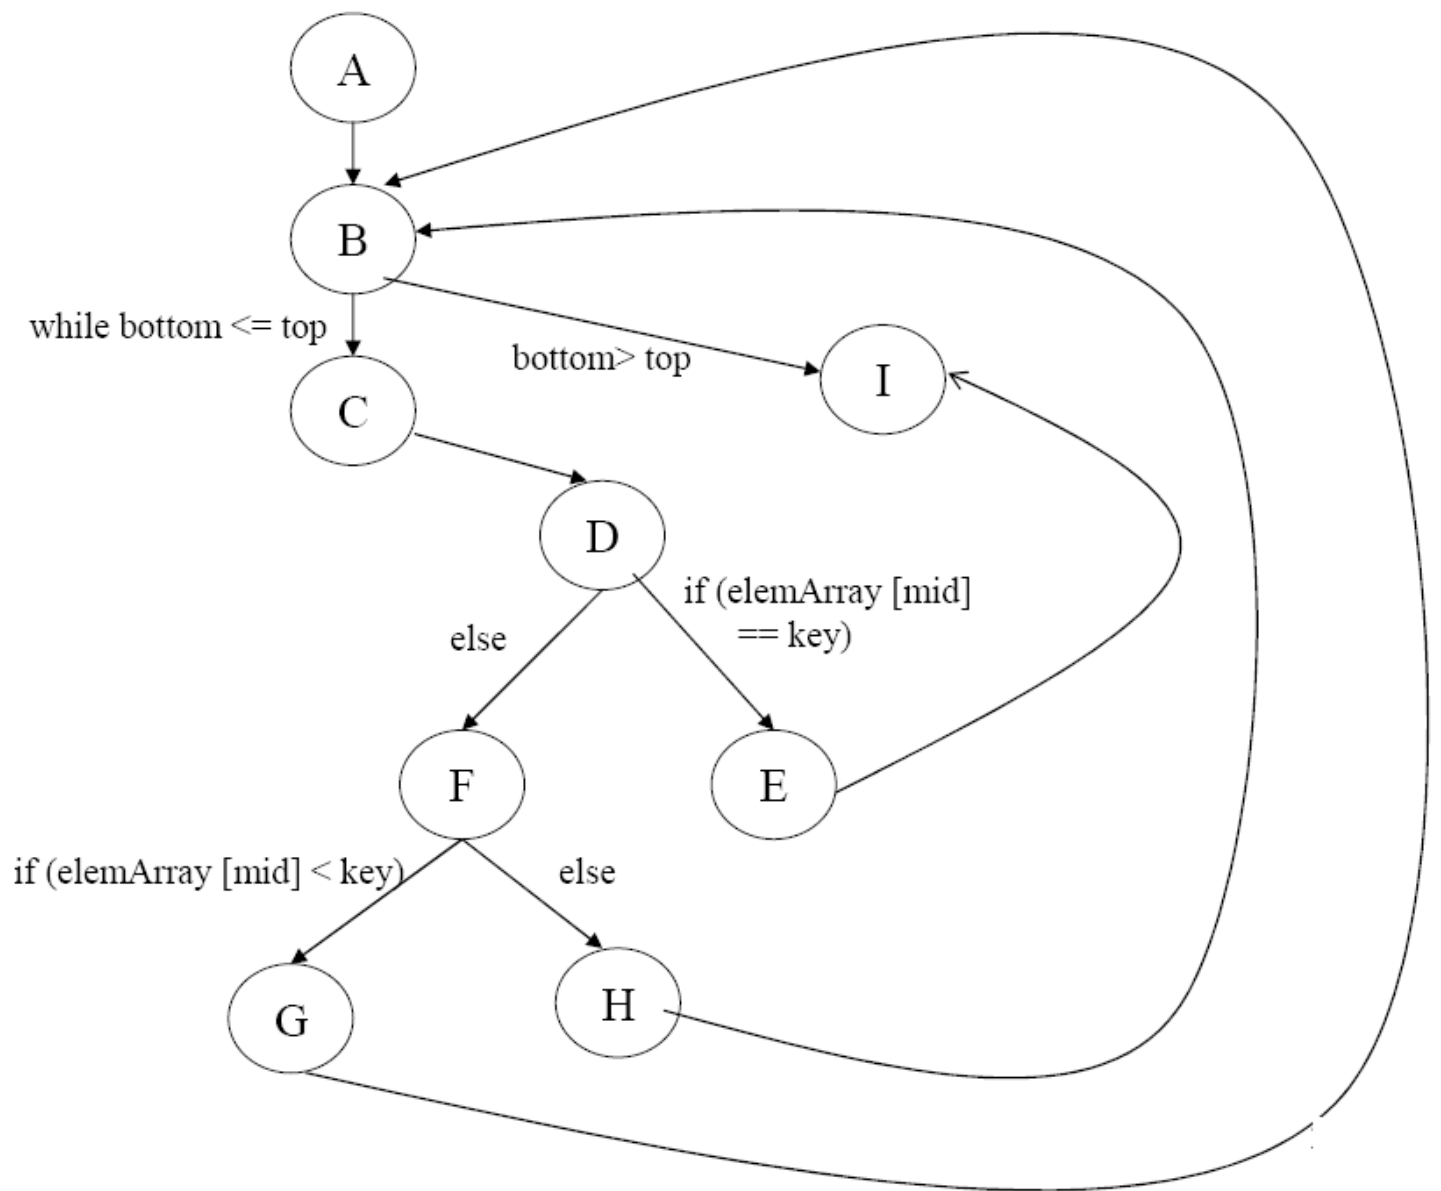 A
B
while bottom <= top
bottom> top
I
C
D
if (elemArray [mid]
== key)
else
F
E
if (elemArray [mid] < key)
else
G
H